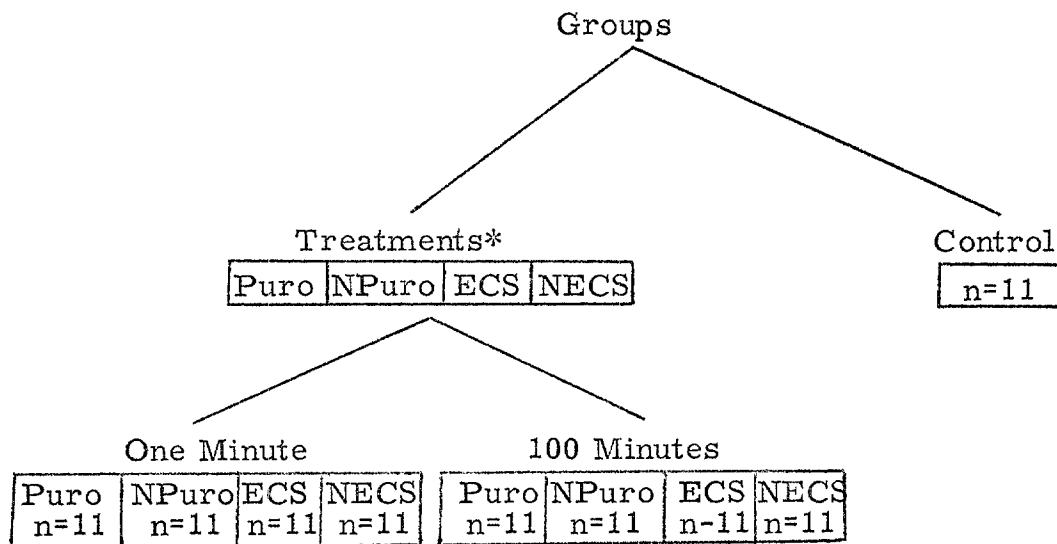 Groups
Treatments* Control
Puro NPuro ECS NECS n=11
One Minute 100 Minutes
Puro NPuro ECS NECS Puro NPuro ECS NECS
n=11 n=11 n=11 n=11 n=11 n=11 n-11 n=11